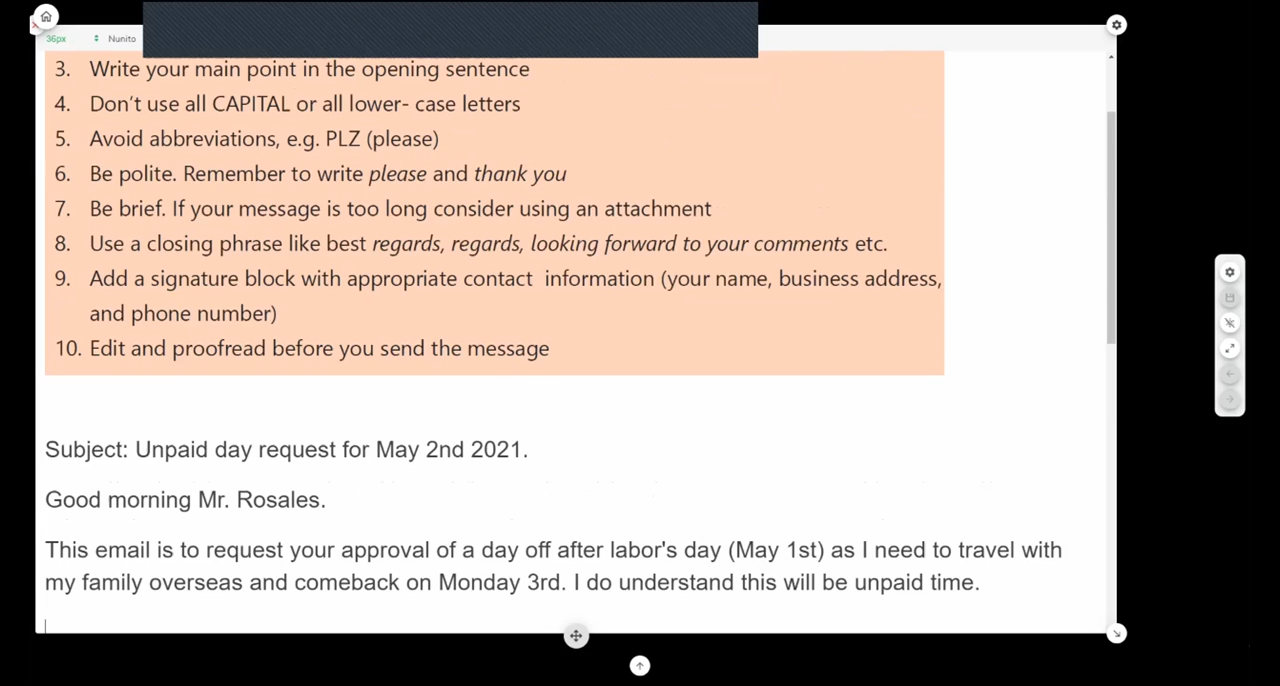 36px Nunito
3. Write your main point in the opening sentence
4. Don't use all CAPITAL or all lower- case letters
5. Avoid abbreviations, e.g. PLZ (please)
6. Be polite. Remember to write please and thank you
7. Be brief. If your message is too long consider using an attachment
8. Use a closing phrase like best regards, regards, looking forward to your comments etc.
9. Add a signature block with appropriate contact information (your name, business address,
and phone number)
10. Edit and proofread before you send the message
Subject: Unpaid day request for May 2nd 2021.
Good morning Mr. Rosales.
This email is to request your approval of a day off after labor's day (May 1st) as I need to travel with
my family overseas and comeback on Monday 3rd. I do understand this will be unpaid time.